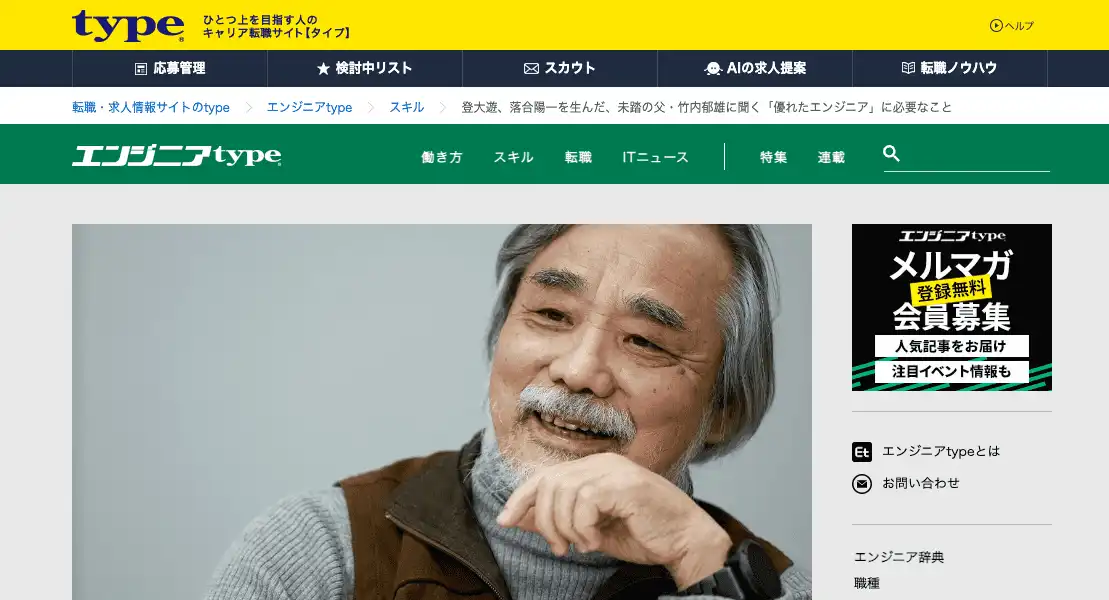 type
ひとつ上を目指す人の
キャリア転職サイト【タイプ】
ヘルプ
応募管理
検討中リスト
スカウト
AIの求人提案
転職ノウハウ
転職・求人情報サイトのtype
エンジニアtype
スキル
登大遊、落合陽一を生んだ、未踏の父・竹内郁雄に聞く「優れたエンジニア」に必要なこと
エンジニアtype
働き方
スキル
転職
ITニュース
特集
連載
エンジニアtype
メルマガ
登録無料
会員募集
人気記事をお届け
注目イベント情報も
Et エンジニアtypeとは
お問い合わせ
エンジニア辞典
職種